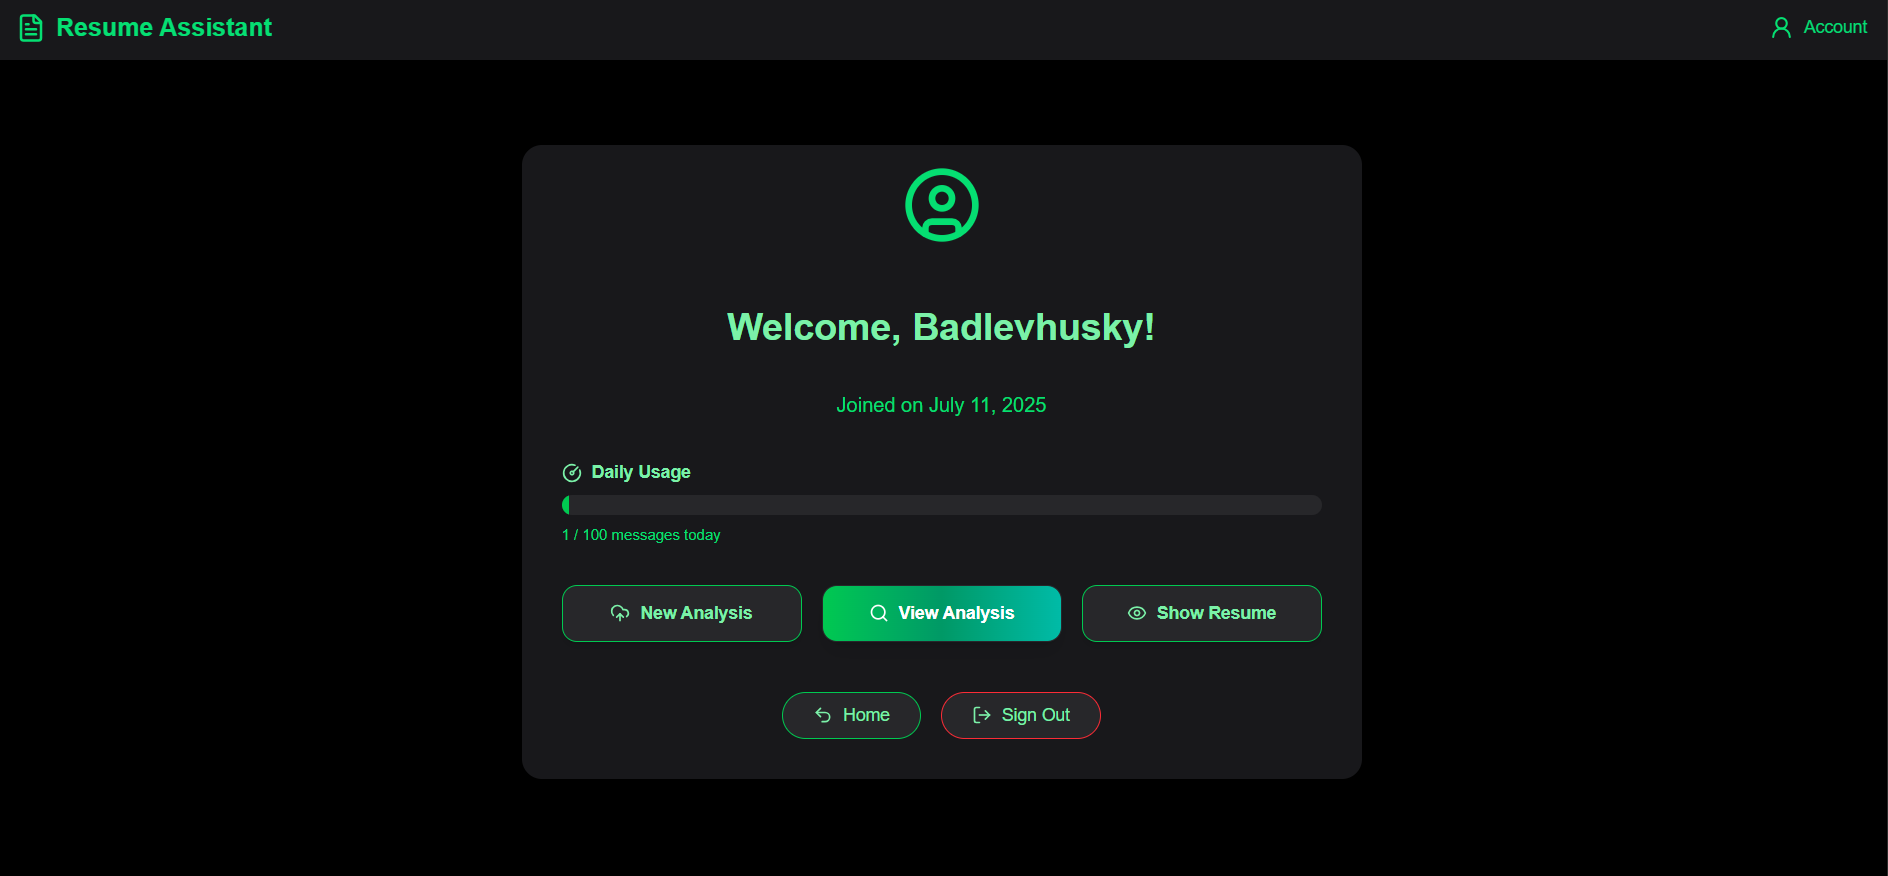 Resume Assistant
Account
Welcome, Badlevhusky!
Joined on July 11, 2025
Daily Usage
1 / 100 messages today
New Analysis
View Analysis
Show Resume
Home
Sign Out